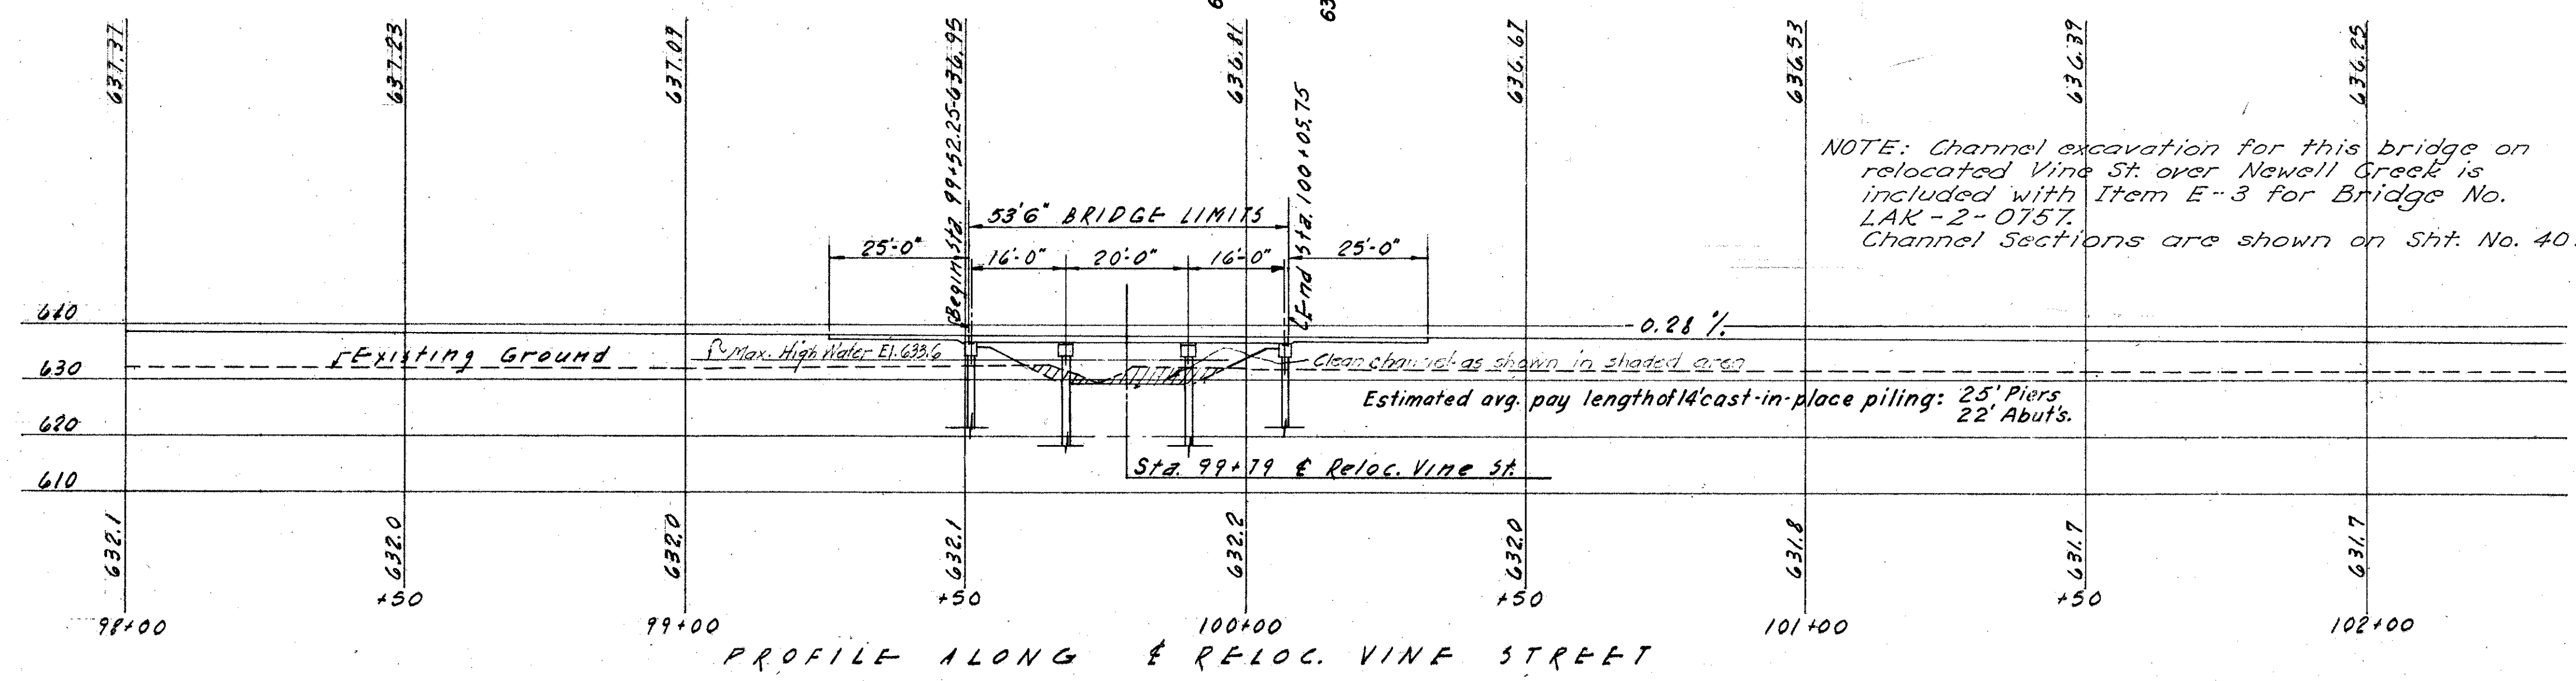 637.37
637.23
637.09
Begin Sta. 99+52.25 636.95
636.81
End Sta. 100+05.75
636.67
636.53
636.39
636.25
NOTE: Channel excavation for this bridge on
relocated Vine St. over Newell Creek is
included with Item E-3 for Bridge No.
LAK-2-0757.
Channel Sections are shown on Sht. No. 40.
53'6" BRIDGE LIMITS
25'-0"
16'-0"
20'-0"
16'-0"
25'-0"
640
-0.28 %
Existing Ground
Max. High Water El. 633.6
Clean channel as shown in shaded area
630
Estimated avg. pay length of 14" cast-in-place piling: 25' Piers
22' Abut's.
620
Sta. 99+79 ℄ Reloc. Vine St.
610
632.1
632.0
632.0
632.1
632.2
632.0
631.8
631.7
631.7
+50
+50
+50
+50
98+00
99+00
100+00
101+00
102+00
PROFILE ALONG ℄ RELOC. VINE STREET